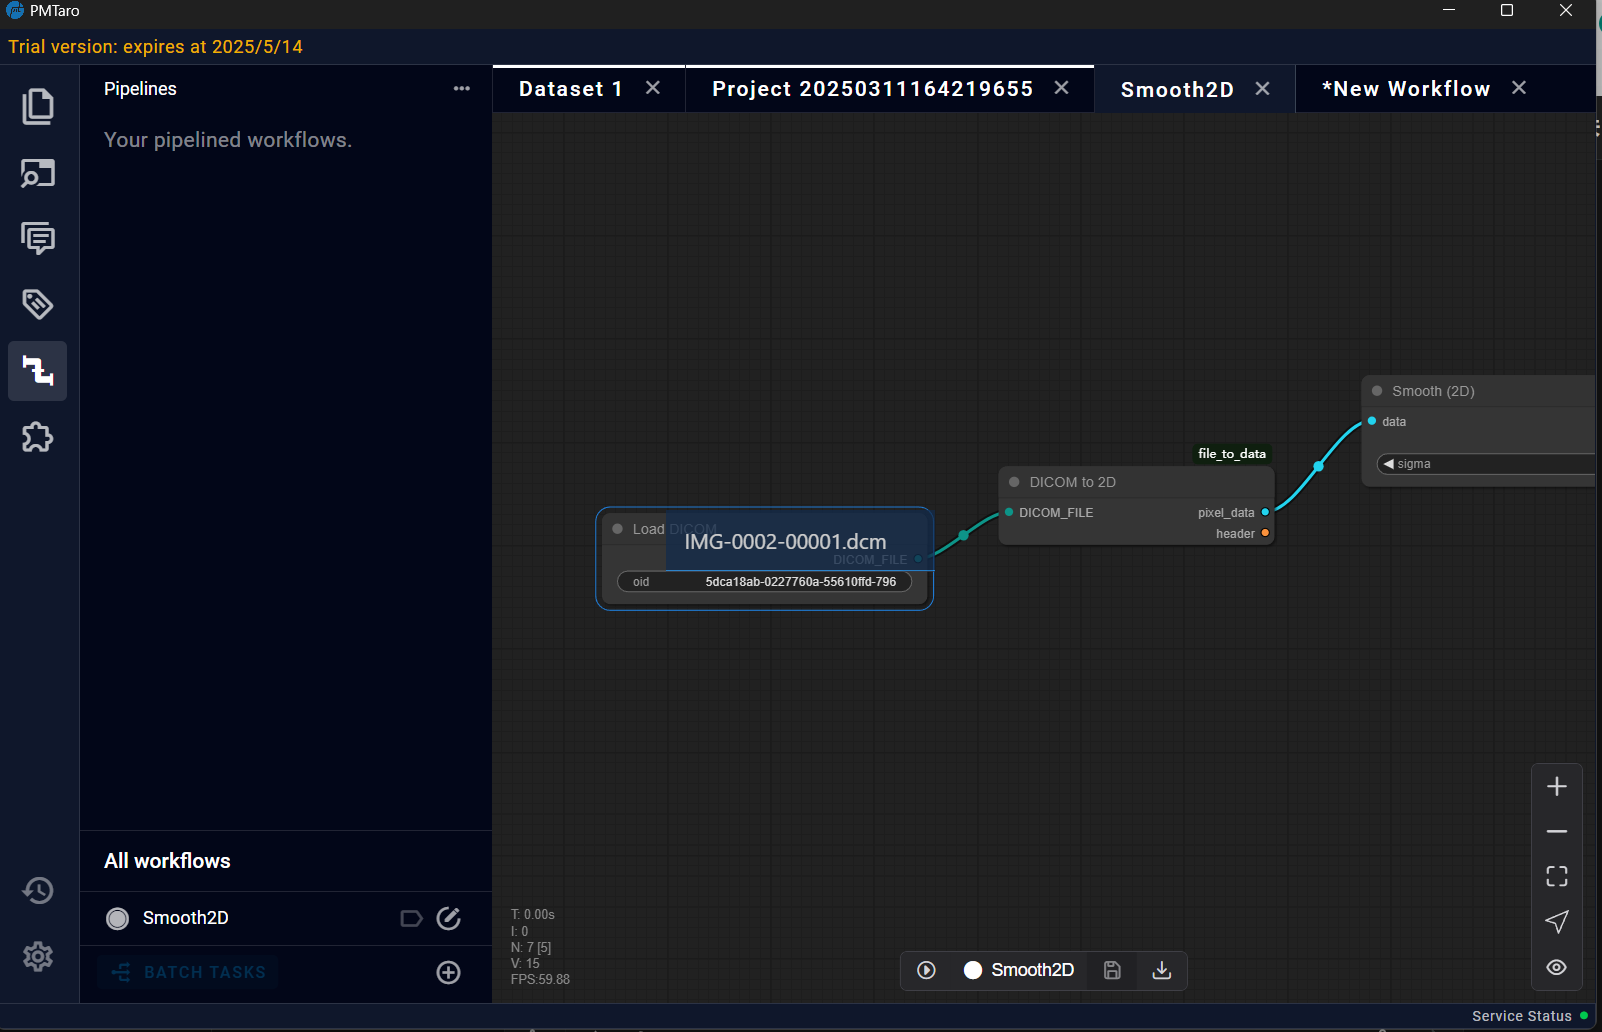 PMTaro
Trial version: expires at 2025/5/14
Pipelines
Your pipelined workflows.
Dataset 1
Project 20250311164219655
Smooth2D
*New Workflow
Smooth (2D)
data
sigma
file_to_data
DICOM to 2D
DICOM_FILE
pixel_data
header
Load DICOM
IMG-0002-00001.dcm
DICOM_FILE
oid 5dca18ab-0227760a-55610ffd-796
All workflows
Smooth2D
BATCH TASKS
T: 0.00s
I: 0
N: 7 [5]
V: 15
FPS:59.88
Smooth2D
Service Status